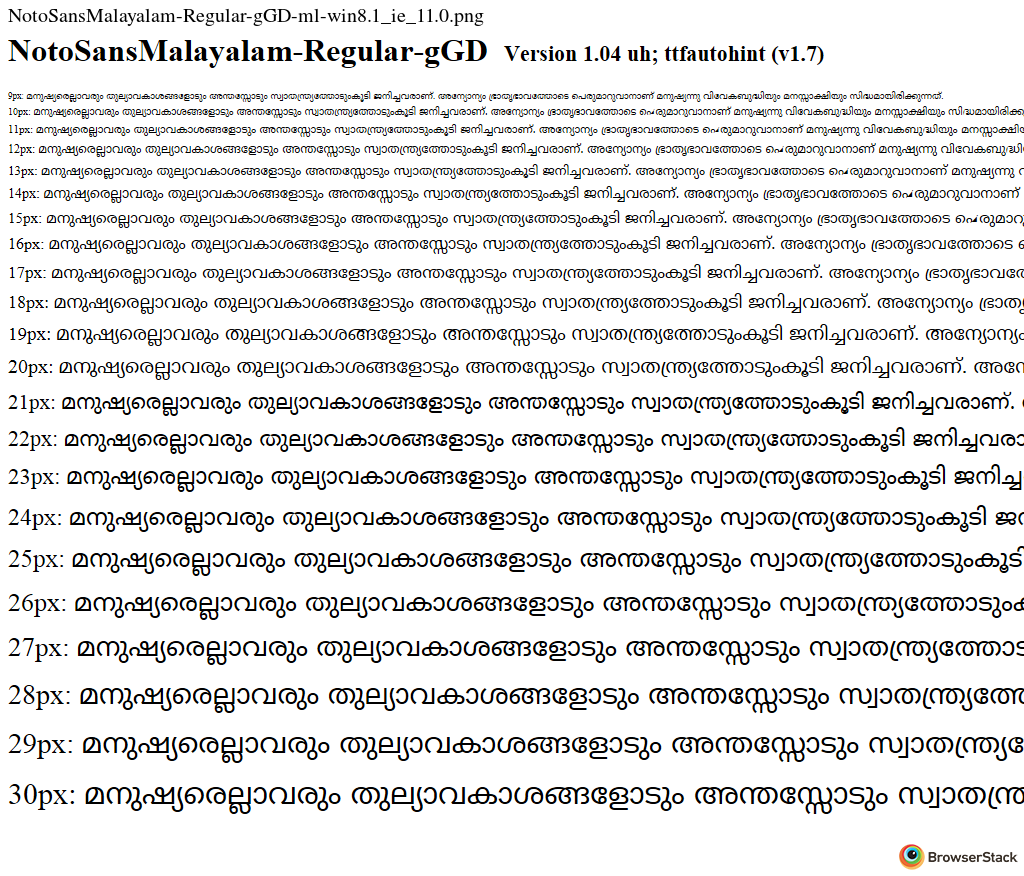 NotoSansMalayalam-Regular-gGD-ml-win8.1_ie_11.0.png
NotoSansMalayalam-Regular-gGD Version 1.04 uh; ttfautohint (v1.7)
9px: മനുഷ്യരെല്ലാവരും തുല്യാവകാശങ്ങളോടും അന്തസ്സോടും സ്വാതന്ത്ര്യത്തോടുംകൂടി ജനിച്ചവരാണ്. അന്യോന്യം ഭ്രാതൃഭാവത്തോടെ പെരുമാറുവാനാണ് മനുഷ്യന്നു വിവേകബുദ്ധിയും മനസ്സാക്ഷിയും സിദ്ധമായിരിക്കുന്നത്.
10px: മനുഷ്യരെല്ലാവരും തുല്യാവകാശങ്ങളോടും അന്തസ്സോടും സ്വാതന്ത്ര്യത്തോടുംകൂടി ജനിച്ചവരാണ്. അന്യോന്യം ഭ്രാതൃഭാവത്തോടെ പെരുമാറുവാനാണ് മനുഷ്യന്നു വിവേകബുദ്ധിയും മനസ്സാക്ഷിയും
11px: മനുഷ്യരെല്ലാവരും തുല്യാവകാശങ്ങളോടും അന്തസ്സോടും സ്വാതന്ത്ര്യത്തോടുംകൂടി ജനിച്ചവരാണ്. അന്യോന്യം ഭ്രാതൃഭാവത്തോടെ പെരുമാറുവാനാണ് മനുഷ്യന്നു വിവേകബുദ്ധിയും
12px: മനുഷ്യരെല്ലാവരും തുല്യാവകാശങ്ങളോടും അന്തസ്സോടും സ്വാതന്ത്ര്യത്തോടുംകൂടി ജനിച്ചവരാണ്. അന്യോന്യം ഭ്രാതൃഭാവത്തോടെ പെരുമാറുവാനാണ് മനുഷ്യന്നു
13px: മനുഷ്യരെല്ലാവരും തുല്യാവകാശങ്ങളോടും അന്തസ്സോടും സ്വാതന്ത്ര്യത്തോടുംകൂടി ജനിച്ചവരാണ്. അന്യോന്യം ഭ്രാതൃഭാവത്തോടെ പെരുമാറുവാനാണ് മനുഷ്യന്നു
14px: മനുഷ്യരെല്ലാവരും തുല്യാവകാശങ്ങളോടും അന്തസ്സോടും സ്വാതന്ത്ര്യത്തോടുംകൂടി ജനിച്ചവരാണ്. അന്യോന്യം ഭ്രാതൃഭാവത്തോടെ പെരുമാറുവാനാണ്
15px: മനുഷ്യരെല്ലാവരും തുല്യാവകാശങ്ങളോടും അന്തസ്സോടും സ്വാതന്ത്ര്യത്തോടുംകൂടി ജനിച്ചവരാണ്. അന്യോന്യം ഭ്രാതൃഭാവത്തോടെ
16px: മനുഷ്യരെല്ലാവരും തുല്യാവകാശങ്ങളോടും അന്തസ്സോടും സ്വാതന്ത്ര്യത്തോടുംകൂടി ജനിച്ചവരാണ്. അന്യോന്യം ഭ്രാതൃഭാവത്തോടെ
17px: മനുഷ്യരെല്ലാവരും തുല്യാവകാശങ്ങളോടും അന്തസ്സോടും സ്വാതന്ത്ര്യത്തോടുംകൂടി ജനിച്ചവരാണ്. അന്യോന്യം
18px: മനുഷ്യരെല്ലാവരും തുല്യാവകാശങ്ങളോടും അന്തസ്സോടും സ്വാതന്ത്ര്യത്തോടുംകൂടി ജനിച്ചവരാണ്. അന്യോന്യം
19px: മനുഷ്യരെല്ലാവരും തുല്യാവകാശങ്ങളോടും അന്തസ്സോടും സ്വാതന്ത്ര്യത്തോടുംകൂടി ജനിച്ചവരാണ്. അന്യോന്യം
20px: മനുഷ്യരെല്ലാവരും തുല്യാവകാശങ്ങളോടും അന്തസ്സോടും സ്വാതന്ത്ര്യത്തോടുംകൂടി ജനിച്ചവരാണ്.
21px: മനുഷ്യരെല്ലാവരും തുല്യാവകാശങ്ങളോടും അന്തസ്സോടും സ്വാതന്ത്ര്യത്തോടുംകൂടി ജനിച്ചവരാണ്.
22px: മനുഷ്യരെല്ലാവരും തുല്യാവകാശങ്ങളോടും അന്തസ്സോടും സ്വാതന്ത്ര്യത്തോടുംകൂടി ജനിച്ചവരാ
23px: മനുഷ്യരെല്ലാവരും തുല്യാവകാശങ്ങളോടും അന്തസ്സോടും സ്വാതന്ത്ര്യത്തോടുംകൂടി ജനിച്ച
24px: മനുഷ്യരെല്ലാവരും തുല്യാവകാശങ്ങളോടും അന്തസ്സോടും സ്വാതന്ത്ര്യത്തോടുംകൂടി
25px: മനുഷ്യരെല്ലാവരും തുല്യാവകാശങ്ങളോടും അന്തസ്സോടും സ്വാതന്ത്ര്യത്തോടുംകൂടി
26px: മനുഷ്യരെല്ലാവരും തുല്യാവകാശങ്ങളോടും അന്തസ്സോടും സ്വാതന്ത്ര്യത്തോടും
27px: മനുഷ്യരെല്ലാവരും തുല്യാവകാശങ്ങളോടും അന്തസ്സോടും സ്വാതന്ത്ര്യത്തോട
28px: മനുഷ്യരെല്ലാവരും തുല്യാവകാശങ്ങളോടും അന്തസ്സോടും സ്വാതന്ത്ര്യത്തേ
29px: മനുഷ്യരെല്ലാവരും തുല്യാവകാശങ്ങളോടും അന്തസ്സോടും സ്വാതന്ത്ര്യ
30px: മനുഷ്യരെല്ലാവരും തുല്യാവകാശങ്ങളോടും അന്തസ്സോടും സ്വാതന്ത്ര
BrowserStack